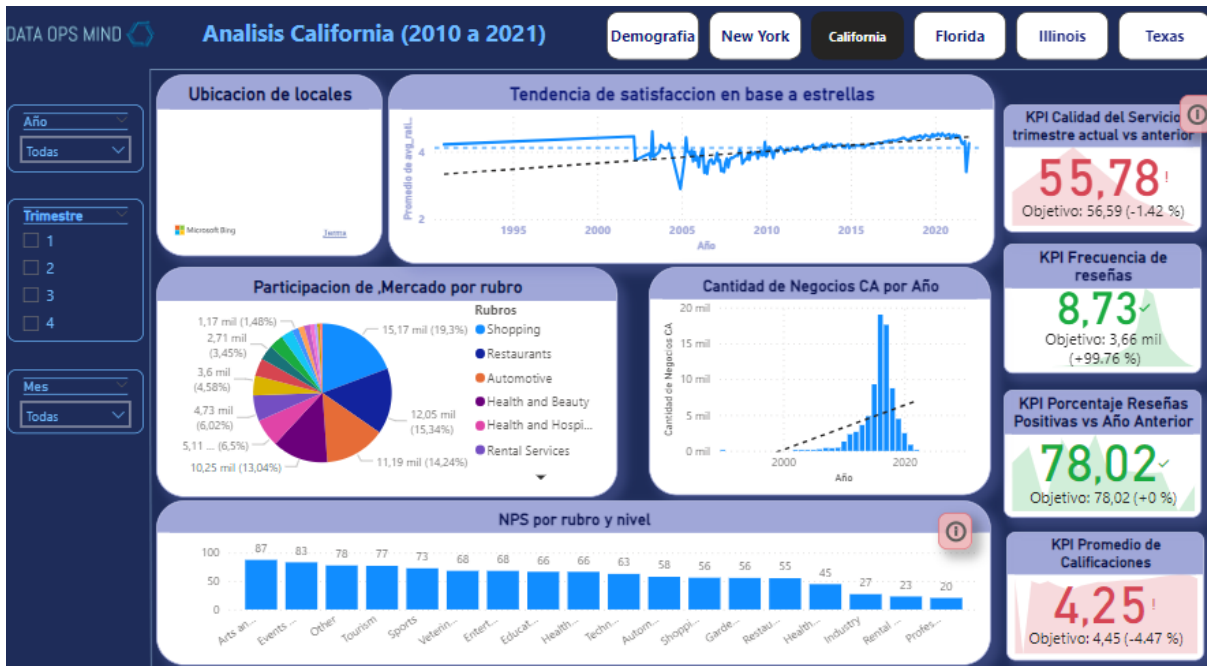 DATA OPS MIND
Analisis California (2010 a 2021)
Demografia
New York
California
Florida
Illinois
Texas
Año
Todas
Trimestre
1
2
3
4
Mes
Todas
Ubicacion de locales
Microsoft Bing
Terms
Tendencia de satisfaccion en base a estrellas
Promedio de avg_rati...
4
2
1995
2000
2005
2010
2015
2020
Año
Participacion de ,Mercado por rubro
1,17 mil (1,48%)
2,71 mil
(3,45%)
3,6 mil
(4,58%)
4,73 mil
(6,02%)
5,11 ... (6,5%)
10,25 mil (13,04%)
11,19 mil (14,24%)
12,05 mil
(15,34%)
15,17 mil (19,3%)
Rubros
Shopping
Restaurants
Automotive
Health and Beauty
Health and Hospi...
Rental Services
Cantidad de Negocios CA por Año
Cantidad de Negocios CA
20 mil
15 mil
10 mil
5 mil
0 mil
2000
2020
Año
NPS por rubro y nivel
100
50
0
87
83
78
77
73
68
68
66
66
63
58
56
56
55
45
27
23
20
Arts an...
Events ...
Other
Tourism
Sports
Veterin...
Entert...
Educat...
Health...
Techn...
Autom...
Shoppi...
Garde...
Restau...
Health...
Industry
Rental ...
Profes...
KPI Calidad del Servicio
trimestre actual vs anterior
55,78!
Objetivo: 56,59 (-1.42 %)
KPI Frecuencia de
reseñas
8,73
Objetivo: 3,66 mil
(+99.76 %)
KPI Porcentaje Reseñas
Positivas vs Año Anterior
78,02
Objetivo: 78,02 (+0 %)
KPI Promedio de
Calificaciones
4,25!
Objetivo: 4,45 (-4.47 %)